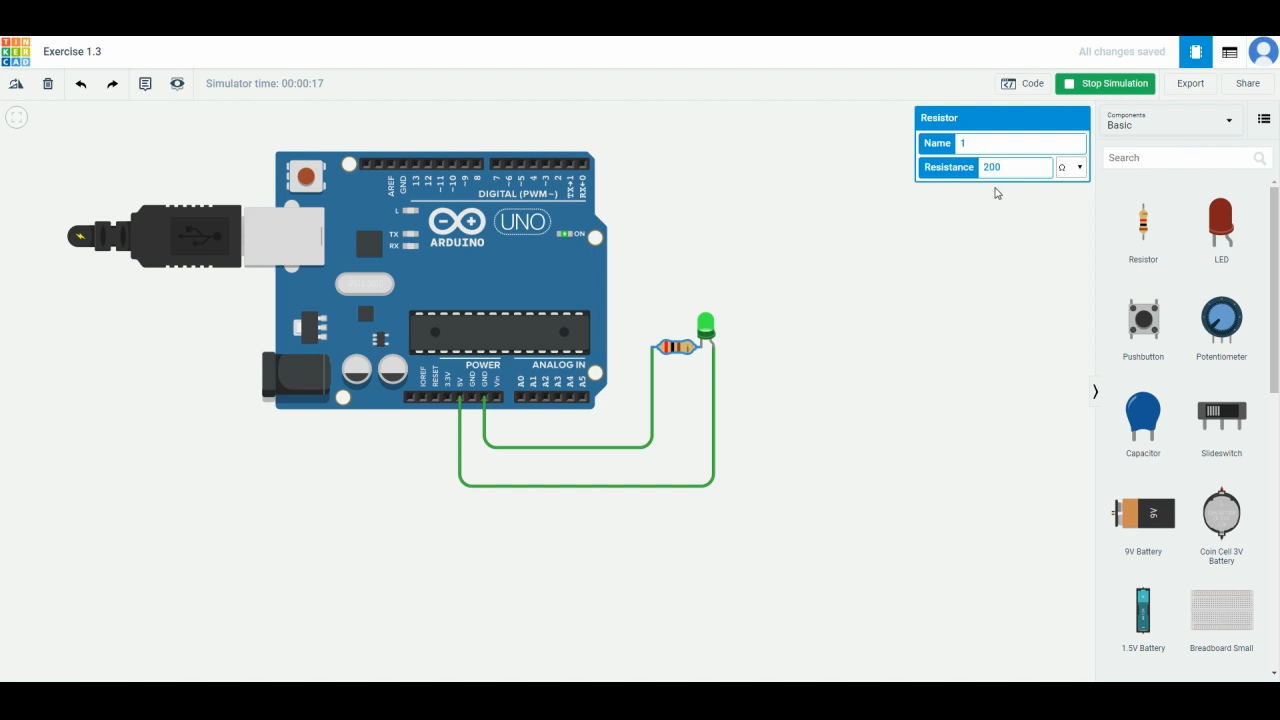 TIN
KER
CAD
Exercise 1.3
All changes saved
Simulator time: 00:00:17
Code
Stop Simulation
Export
Share
Resistor
Name 1
Resistance 200 Ω
Components
Basic
Search
Resistor
LED
Pushbutton
Potentiometer
Capacitor
Slideswitch
9V
9V Battery
Coin Cell 3V
Battery
1.5V Battery
Breadboard Small
AREF
GND
13
12
~11
~10
~9
8
7
~6
~5
4
~3
2
TX→1
RX←0
DIGITAL (PWM~)
L
TX
RX
ARDUINO
UNO
ON
POWER
ANALOG IN
IOREF
RESET
3.3V
5V
GND
GND
Vin
A0
A1
A2
A3
A4
A5